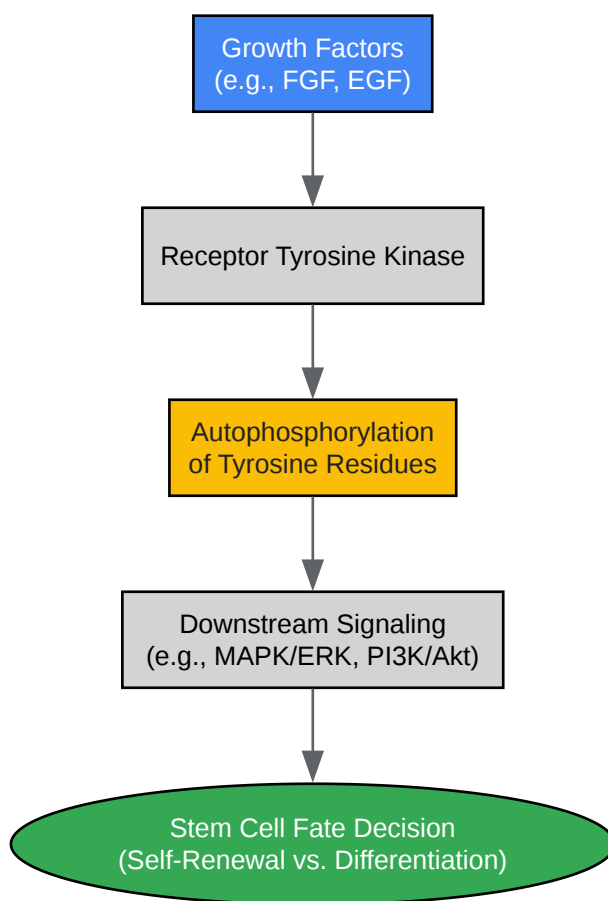 Growth Factors
(e.g., FGF, EGF)
Receptor Tyrosine Kinase
Autophosphorylation
of Tyrosine Residues
Downstream Signaling
(e.g., MAPK/ERK, PI3K/Akt)
Stem Cell Fate Decision
(Self-Renewal vs. Differentiation)